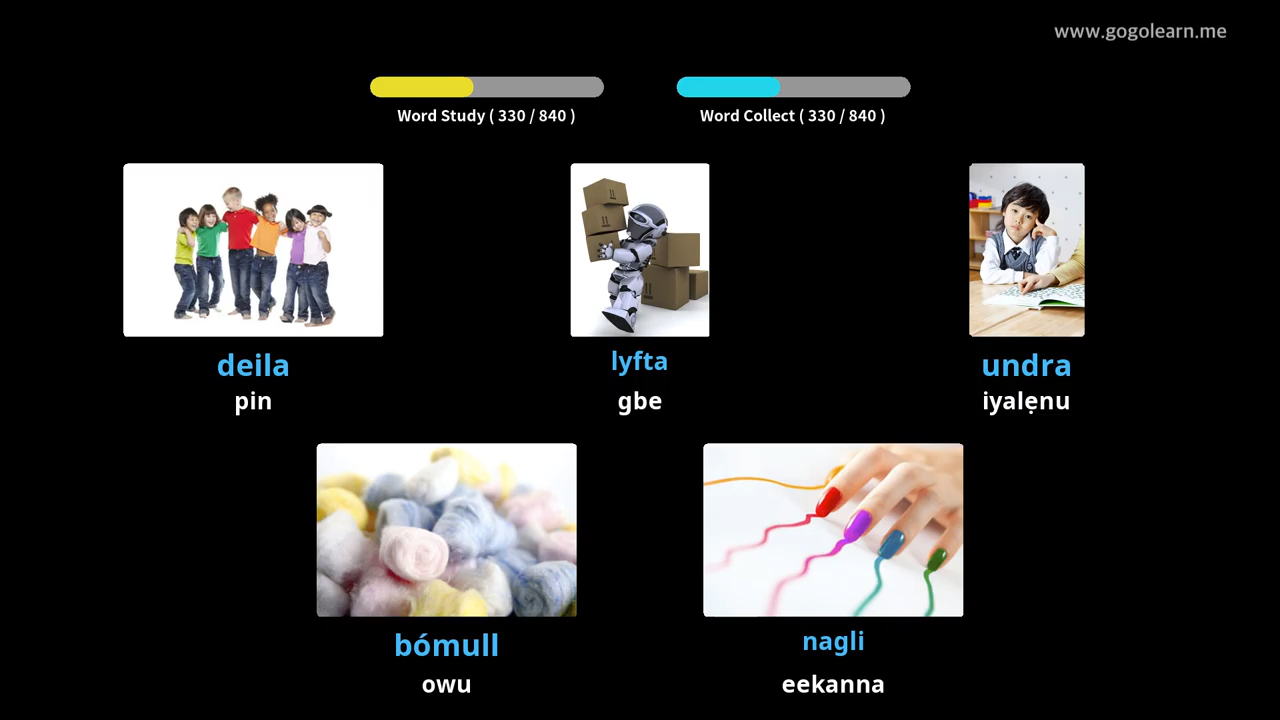 www.gogolearn.me
Word Study ( 330 / 840 )
Word Collect ( 330 / 840 )
deila
pin
lyfta
gbe
undra
iyalẹnu
bómull
owu
nagli
eekanna